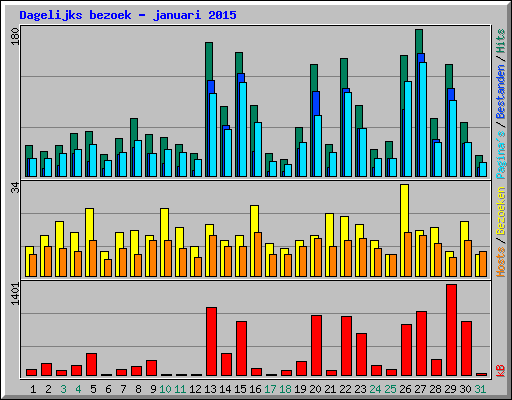 Dagelijks bezoek - januari 2015
180
34
1401
Hosts / Bezoeken Pagina's / Bestanden / Hits
kB
1 2 3 4 5 6 7 8 9 10 11 12 13 14 15 16 17 18 19 20 21 22 23 24 25 26 27 28 29 30 31